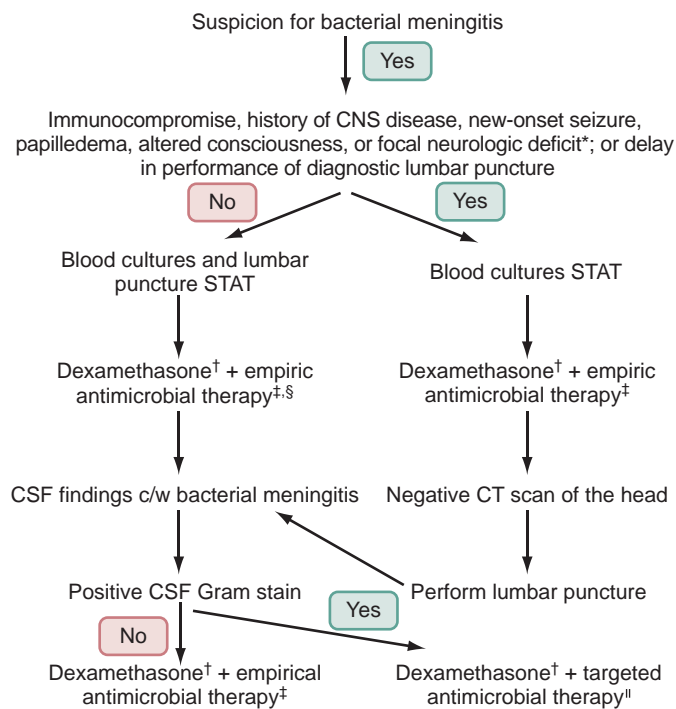 Suspicion for bacterial meningitis
Yes
Immunocompromise, history of CNS disease, new-onset seizure,
papilledema, altered consciousness, or focal neurologic deficit*; or delay
in performance of diagnostic lumbar puncture
No
Yes
Blood cultures and lumbar
puncture STAT
Blood cultures STAT
Dexamethasone† + empiric
antimicrobial therapy‡,§
Dexamethasone† + empiric
antimicrobial therapy‡
CSF findings c/w bacterial meningitis
Negative CT scan of the head
Positive CSF Gram stain
Perform lumbar puncture
Yes
No
Dexamethasone† + empirical
antimicrobial therapy‡
Dexamethasone† + targeted
antimicrobial therapy||